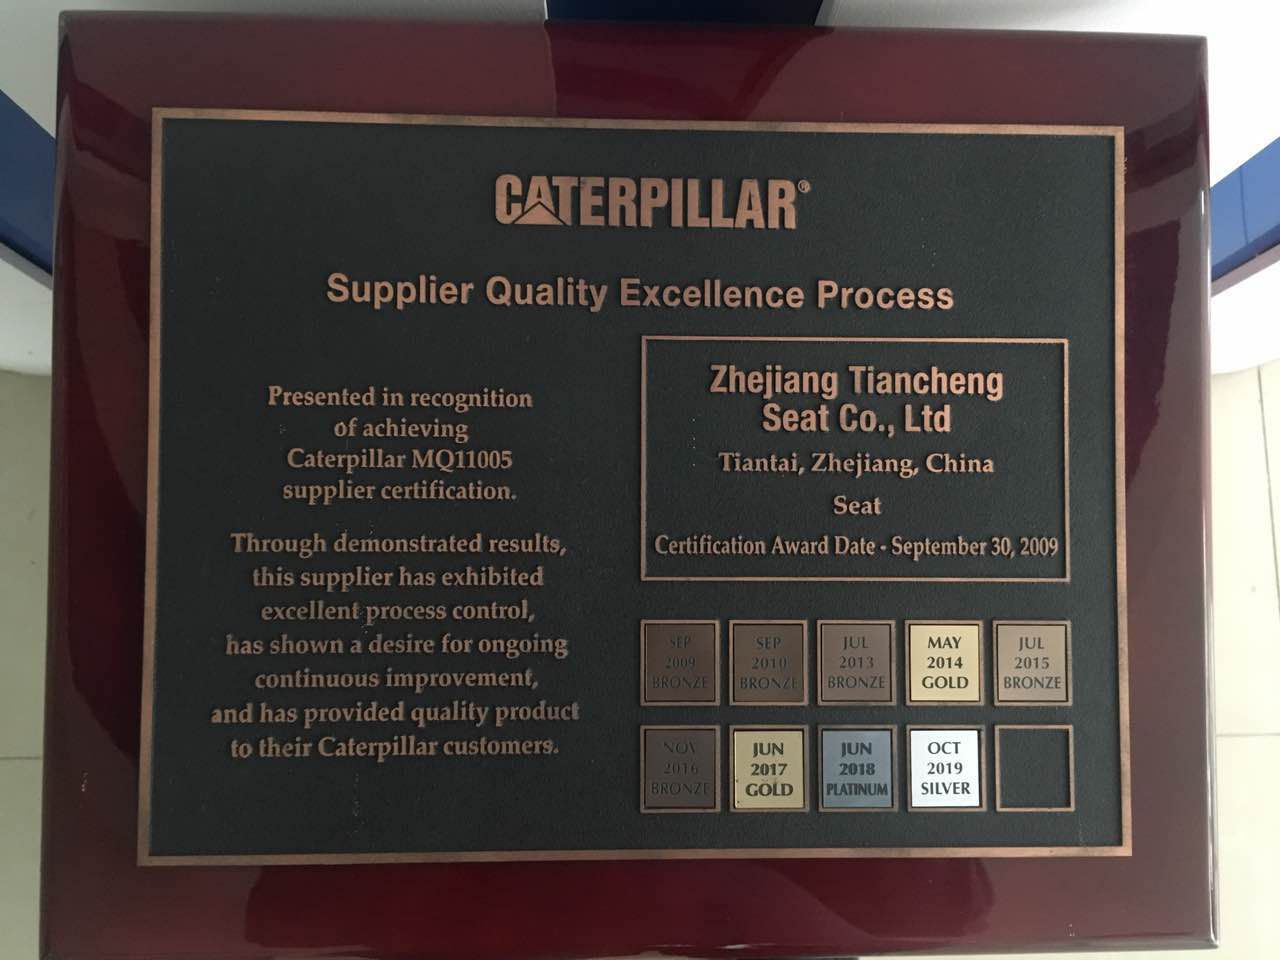 CATERPILLAR®
Supplier Quality Excellence Process
Presented in recognition
of achieving
Caterpillar MQ11005
supplier certification.
Through demonstrated results,
this supplier has exhibited
excellent process control,
has shown a desire for ongoing
continuous improvement,
and has provided quality product
to their Caterpillar customers.
Zhejiang Tiancheng
Seat Co., Ltd
Tiantai, Zhejiang, China
Seat
Certification Award Date - September 30, 2009
SEP
2009
BRONZE
SEP
2010
BRONZE
JUL
2013
BRONZE
MAY
2014
GOLD
JUL
2015
BRONZE
NOV
2016
BRONZE
JUN
2017
GOLD
JUN
2018
PLATINUM
OCT
2019
SILVER